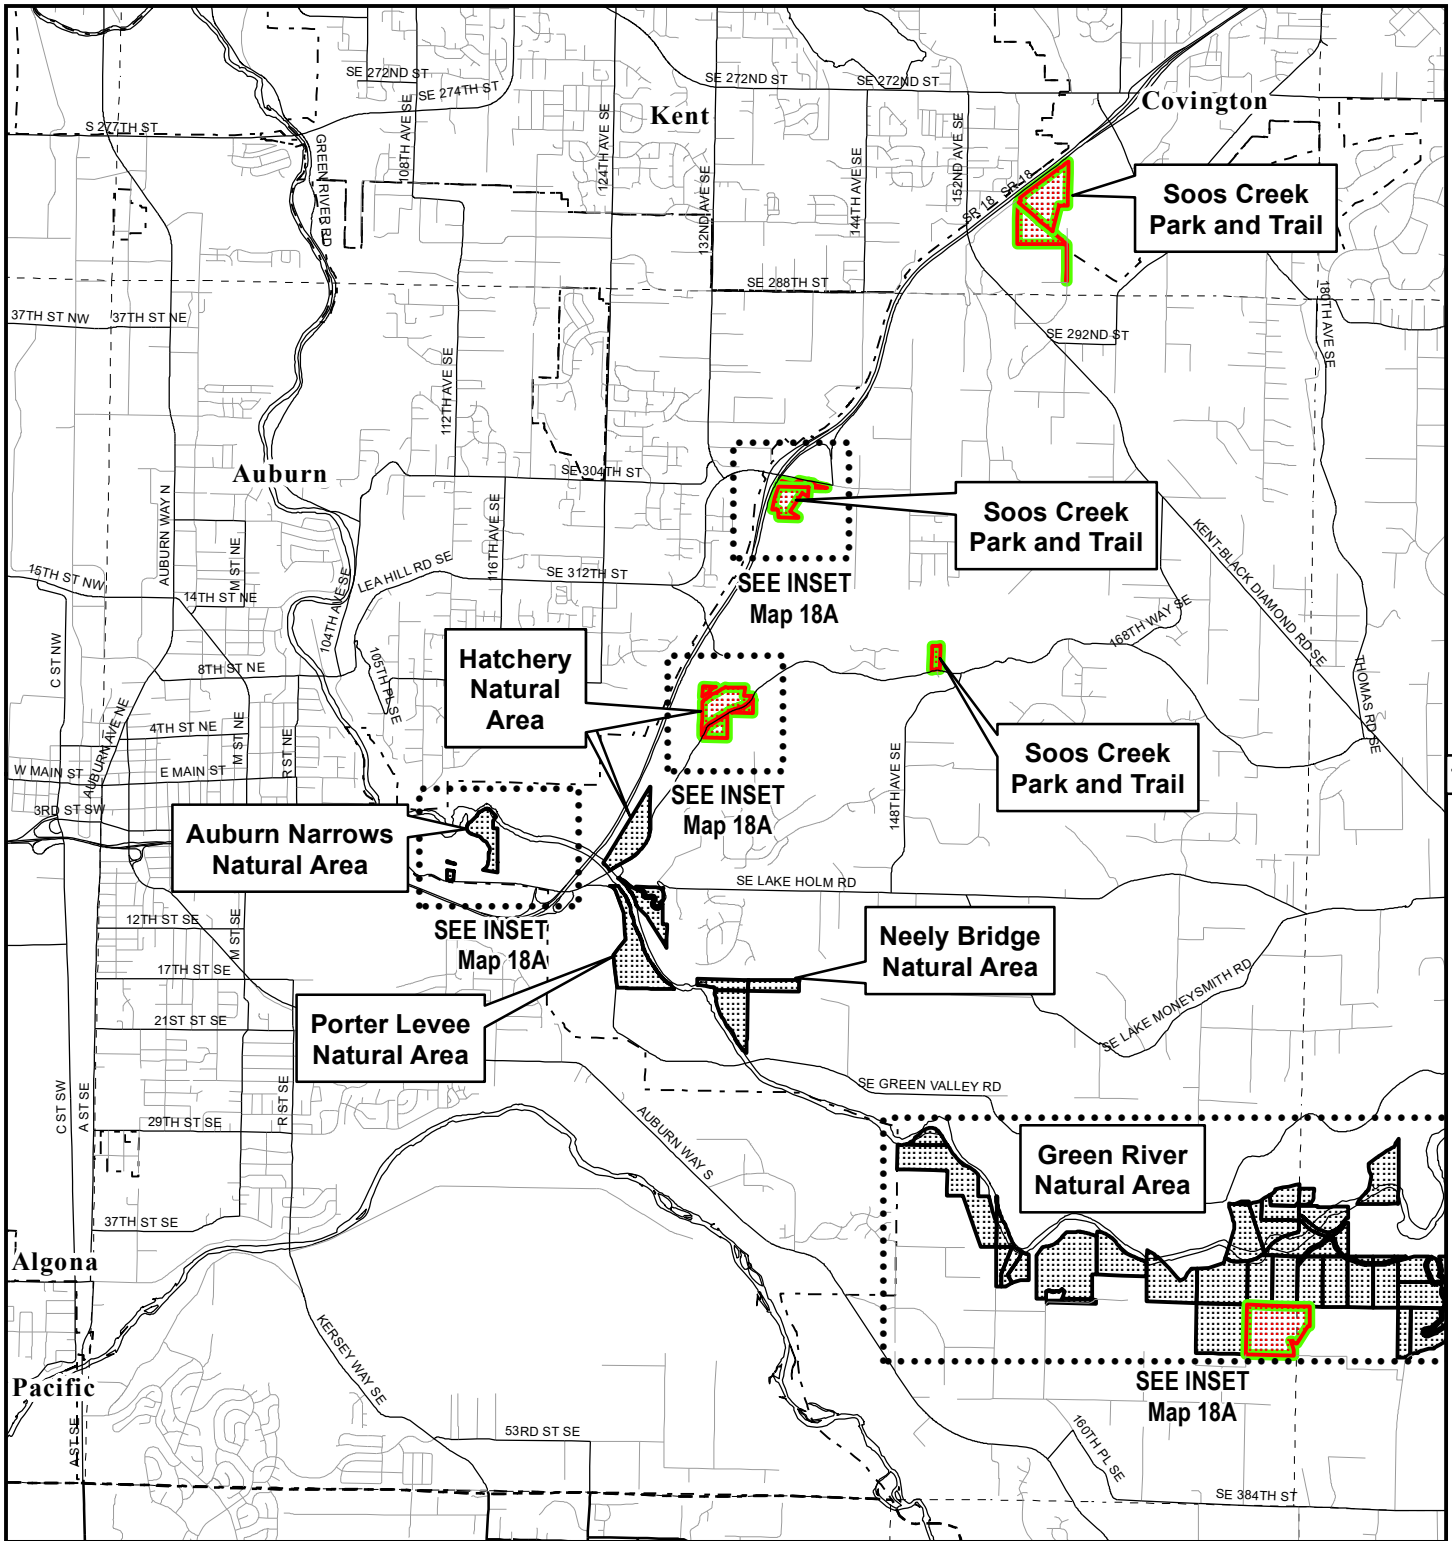 SE 272ND ST
SE 274TH ST
SE 272ND ST
SE 272ND ST
Kent
Covington
S 277TH ST
GREEN RIVER RD
108TH AVE SE
124TH AVE SE
132ND AVE SE
144TH AVE SE
152ND AVE SE
SR 18
SR 18
Soos Creek
Park and Trail
SE 288TH ST
180TH AVE SE
37TH ST NW
37TH ST NE
SE 292ND ST
112TH AVE SE
Auburn
SE 304TH ST
AUBURN WAY N
M ST NE
116TH AVE SE
Soos Creek
Park and Trail
KENT-BLACK DIAMOND RD SE
15TH ST NW
14TH ST NE
104TH AVE SE
LEA HILL RD SE
SE 312TH ST
SEE INSET
Map 18A
168TH WAY SE
C ST NW
8TH ST NE
105TH PL SE
Hatchery
Natural
Area
THOMAS RD SE
AUBURN AVE NE
4TH ST NE
M ST NE
R ST NE
W MAIN ST
E MAIN ST
3RD ST SW
148TH AVE SE
Soos Creek
Park and Trail
SEE INSET
Map 18A
Auburn Narrows
Natural Area
SE LAKE HOLM RD
12TH ST SE
M ST SE
SEE INSET
Map 18A
Neely Bridge
Natural Area
17TH ST SE
SE LAKE MONEYSMITH RD
21ST ST SE
Porter Levee
Natural Area
C ST SW
A ST SE
R ST SE
SE GREEN VALLEY RD
29TH ST SE
AUBURN WAY S
Green River
Natural Area
37TH ST SE
Algona
KERSEY WAY SE
Pacific
SEE INSET
Map 18A
A ST SE
53RD ST SE
160TH PL SE
SE 384TH ST